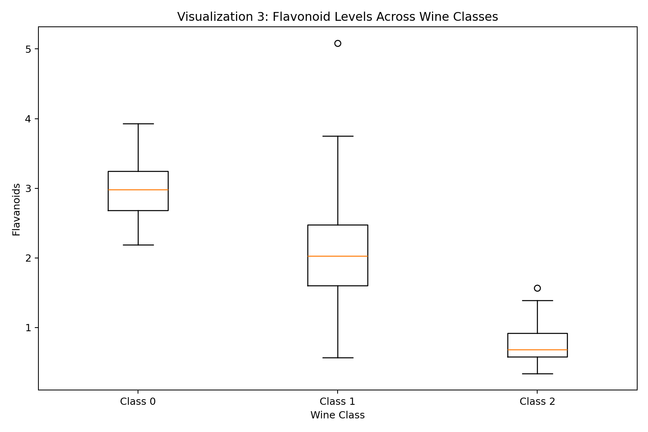 Visualization 3: Flavonoid Levels Across Wine Classes
5
4
3
2
1
Flavanoids
Class 0
Class 1
Class 2
Wine Class